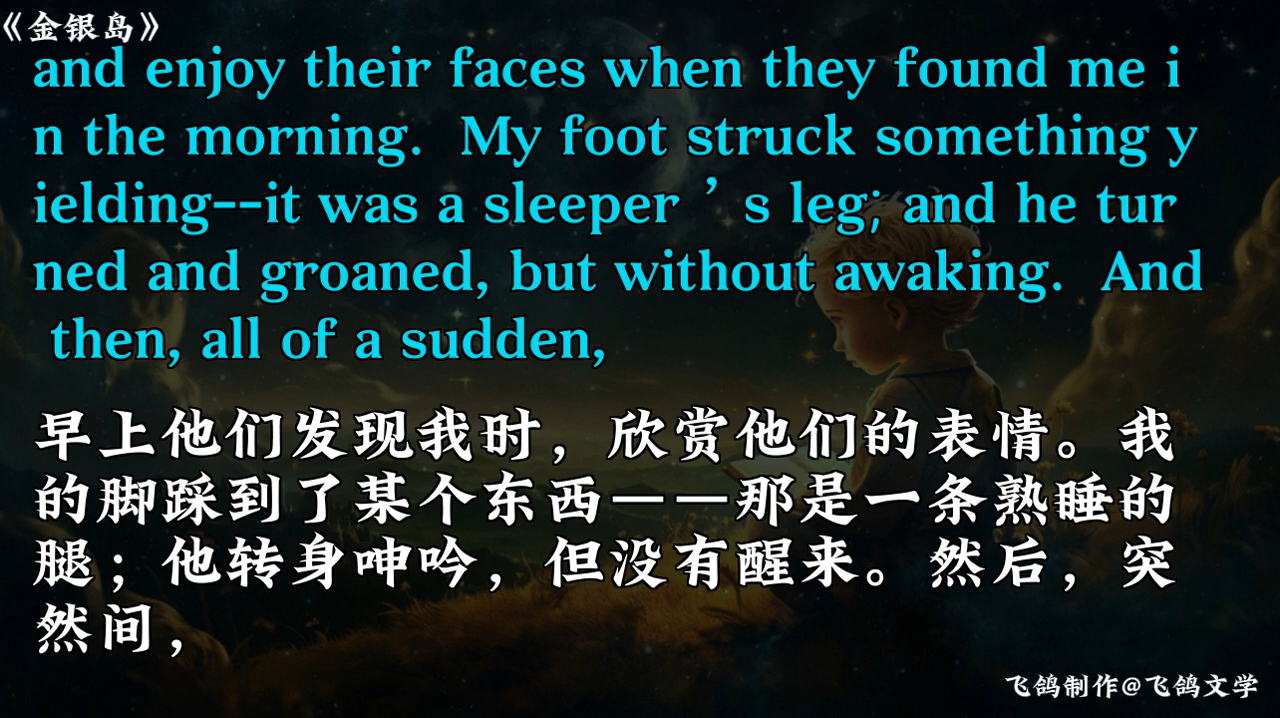 《金银岛》
and enjoy their faces when they found me i
n the morning.  My foot struck something y
ielding--it was a sleeper ’ s leg; and he tur
ned and groaned, but without awaking.  And
 then, all of a sudden,
早上他们发现我时，欣赏他们的表情。我
的脚踩到了某个东西——那是一条熟睡的
腿；他转身呻吟，但没有醒来。然后，突
然间，
飞鸽制作@飞鸽文学